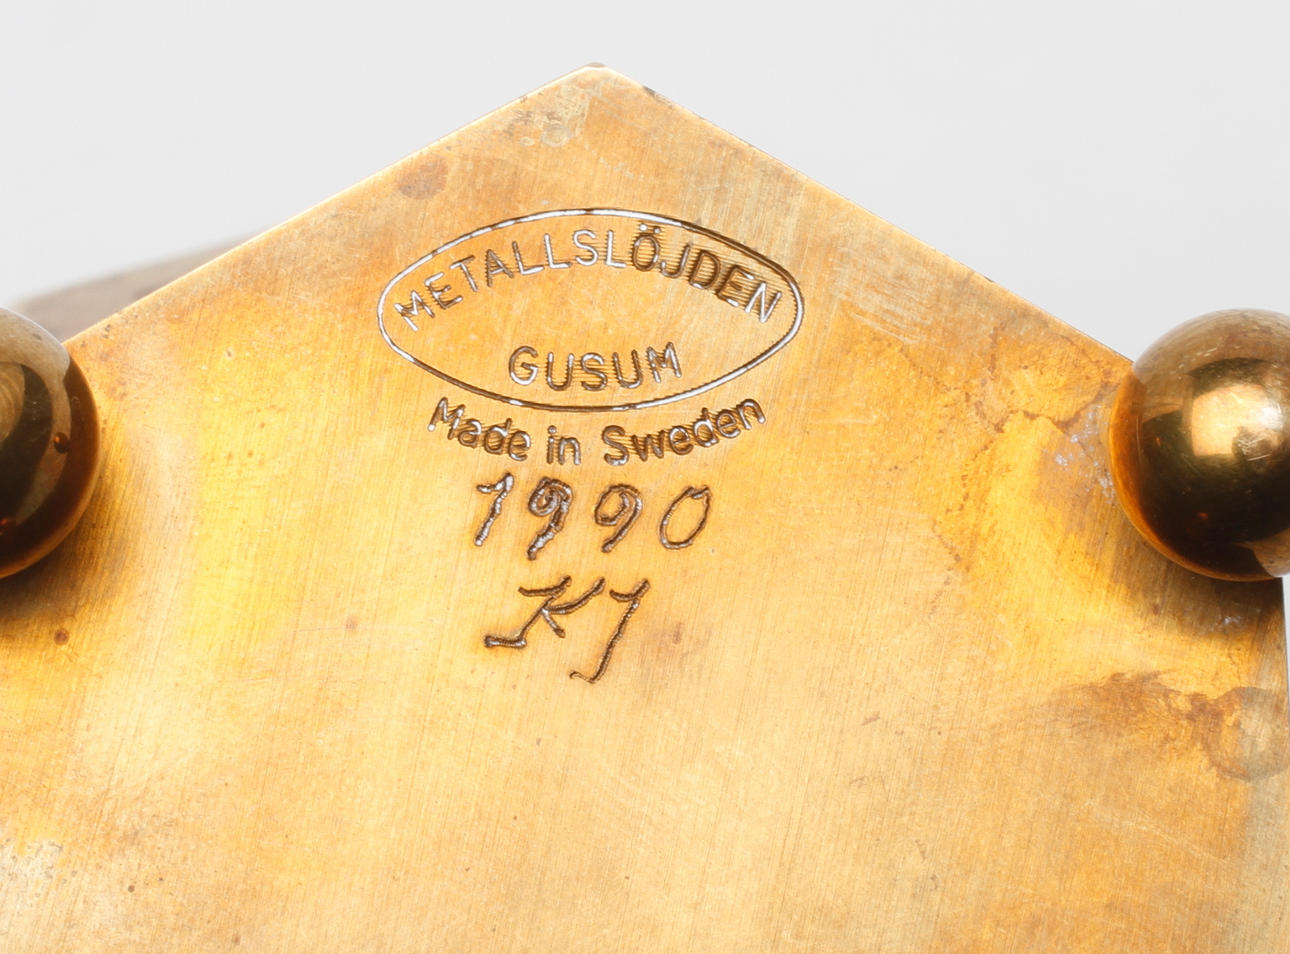 METALLSLÖJDEN
GUSUM
Made in Sweden
1990
KJ